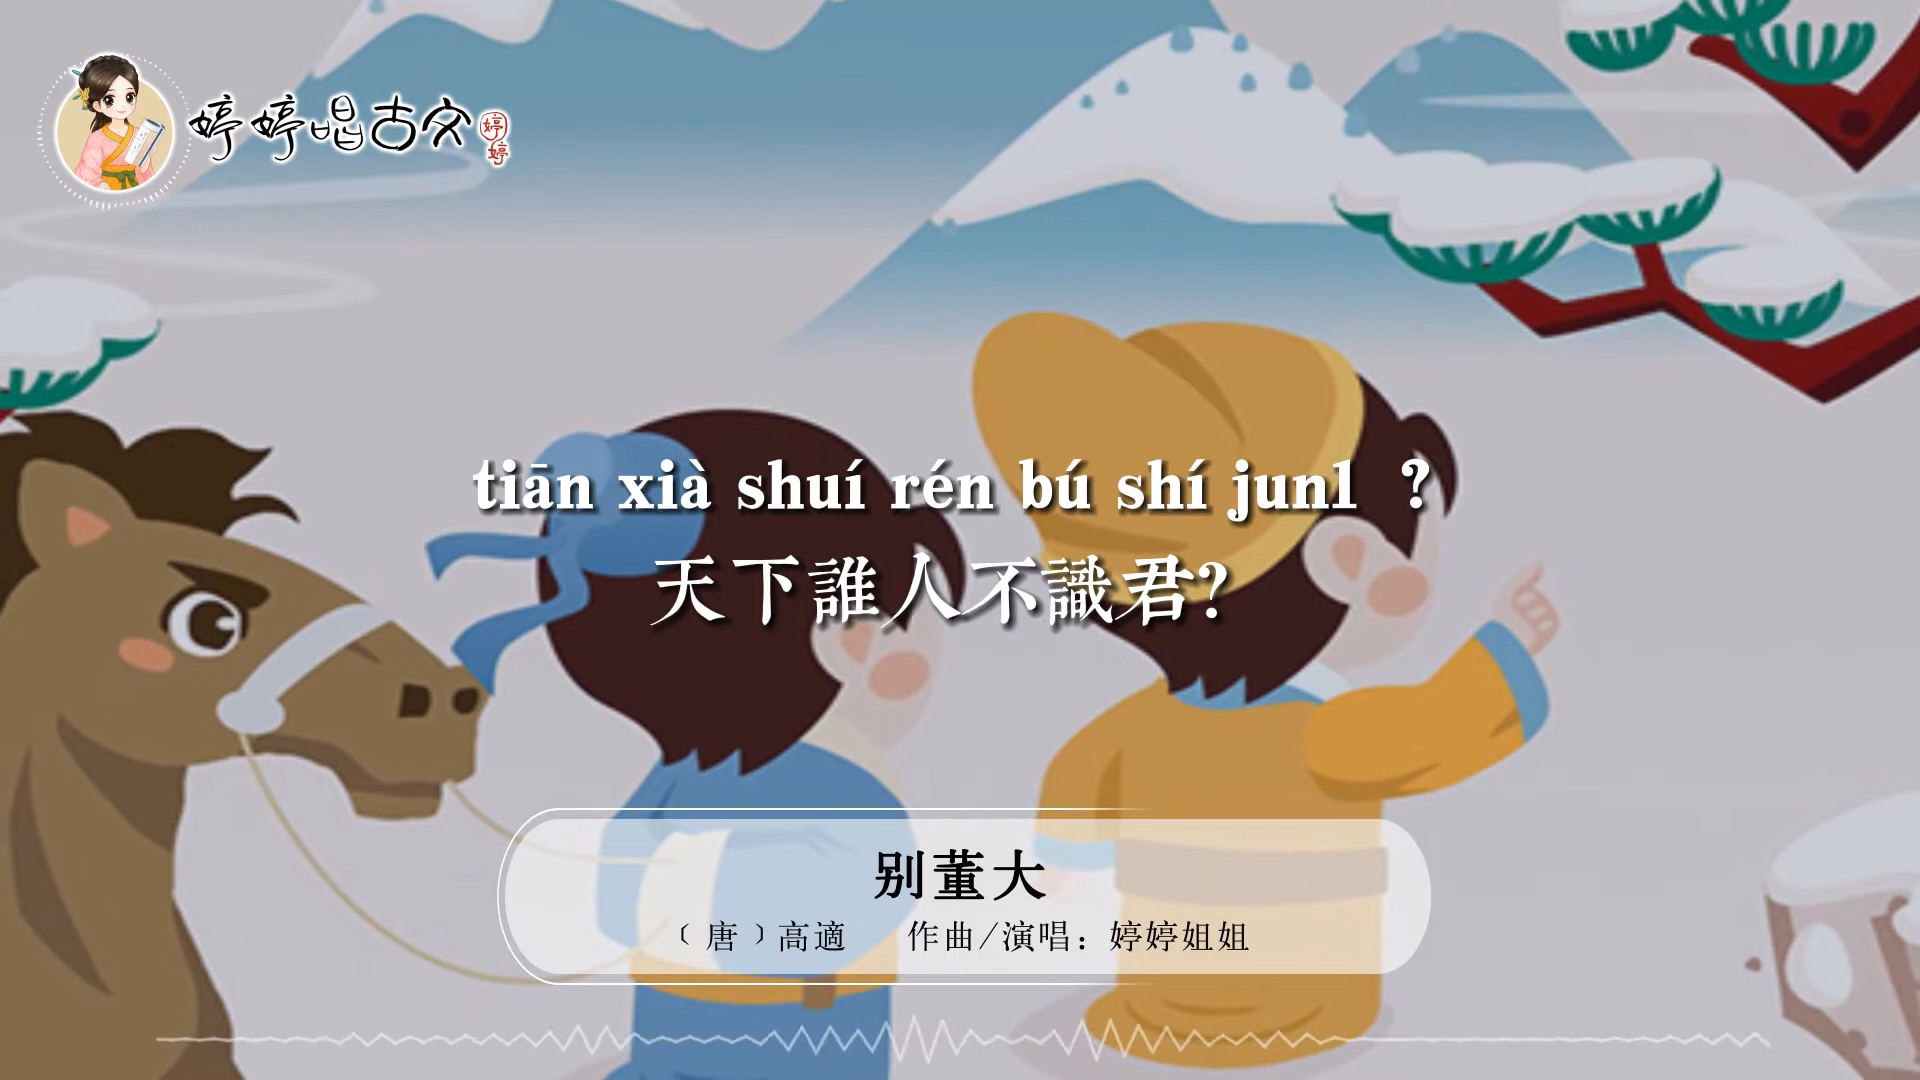 婷婷唱古文
婷婷
tiān xià shuí rén bú shí jun1 ?
天下誰人不識君?
别董大
﹝唐﹞高適 作曲/演唱：婷婷姐姐